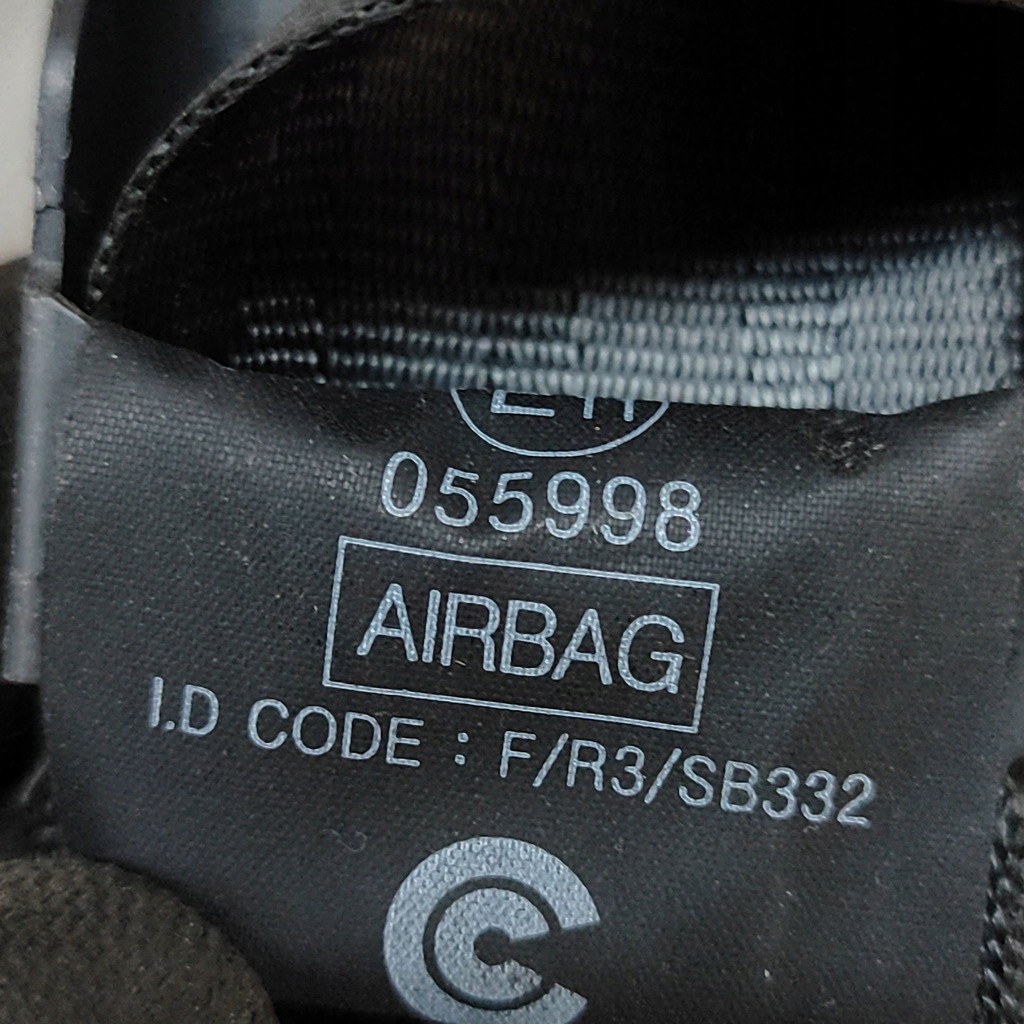 055998
AIRBAG
I.D CODE : F/R3/SB332